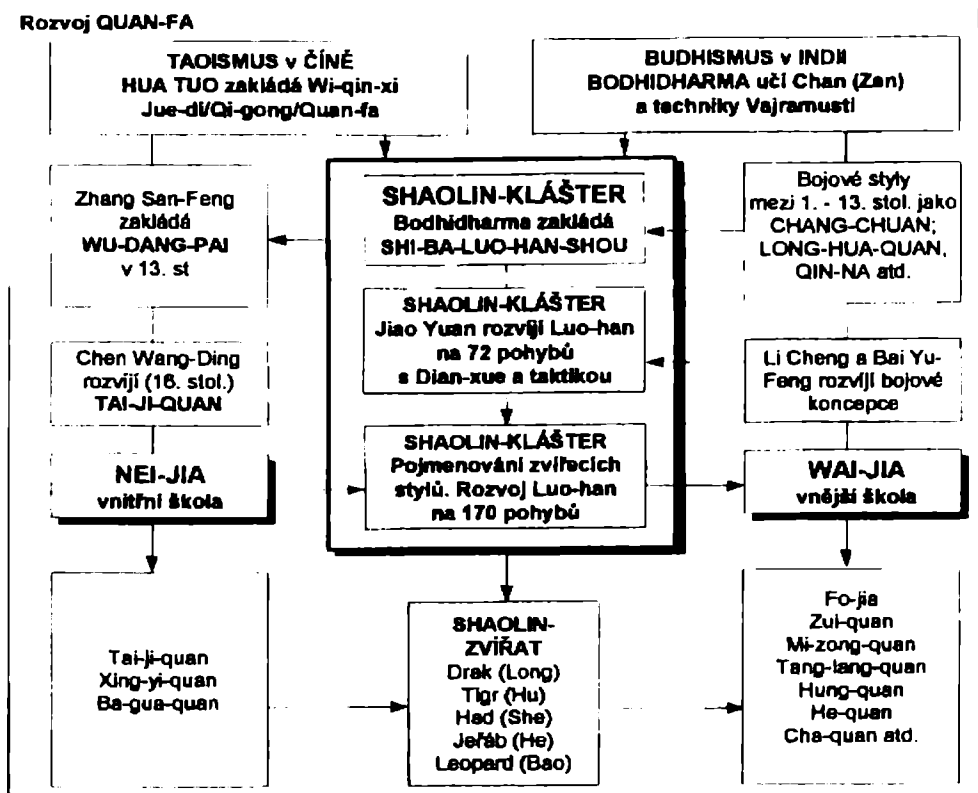 Rozvoj QUAN-FA
TAOISMUS v ČÍNĚ
HUA TUO zakládá Wi-qin-xi
Jue-di/Qi-gong/Quan-fa
BUDHISMUS v INDII
BODHIDHARMA učí Chan (Zen)
a techniky Vajramusti
Zhang San-Feng
zakládá
WU-DANG-PAI
v 13. st
SHAOLIN-KLÁŠTER
Bodhidharma zakládá
SHI-BA-LUO-HAN-SHOU
Bojové styly
mezi 1. - 13. stol. jako
CHANG-CHUAN;
LONG-HUA-QUAN,
QIN-NA atd.
SHAOLIN-KLÁŠTER
Jiao Yuan rozvíjí Luo-han
na 72 pohybů
s Dian-xue a taktikou
Chen Wang-Ding
rozvíjí (16. stol.)
TAI-JI-QUAN
Li Cheng a Bai Yu-
Feng rozvíjí bojové
koncepce
SHAOLIN-KLÁŠTER
Pojmenování zvířecích
stylů. Rozvoj Luo-han
na 170 pohybů
NEI-JIA
vnitřní škola
WAI-JIA
vnější škola
Tai-ji-quan
Xing-yi-quan
Ba-gua-quan
SHAOLIN-
ZVÍŘAT
Drak (Long)
Tigr (Hu)
Had (She)
Jeřáb (He)
Leopard (Bao)
Fo-jia
Zui-quan
Mi-zong-quan
Tang-lang-quan
Hung-quan
He-quan
Cha-quan atd.